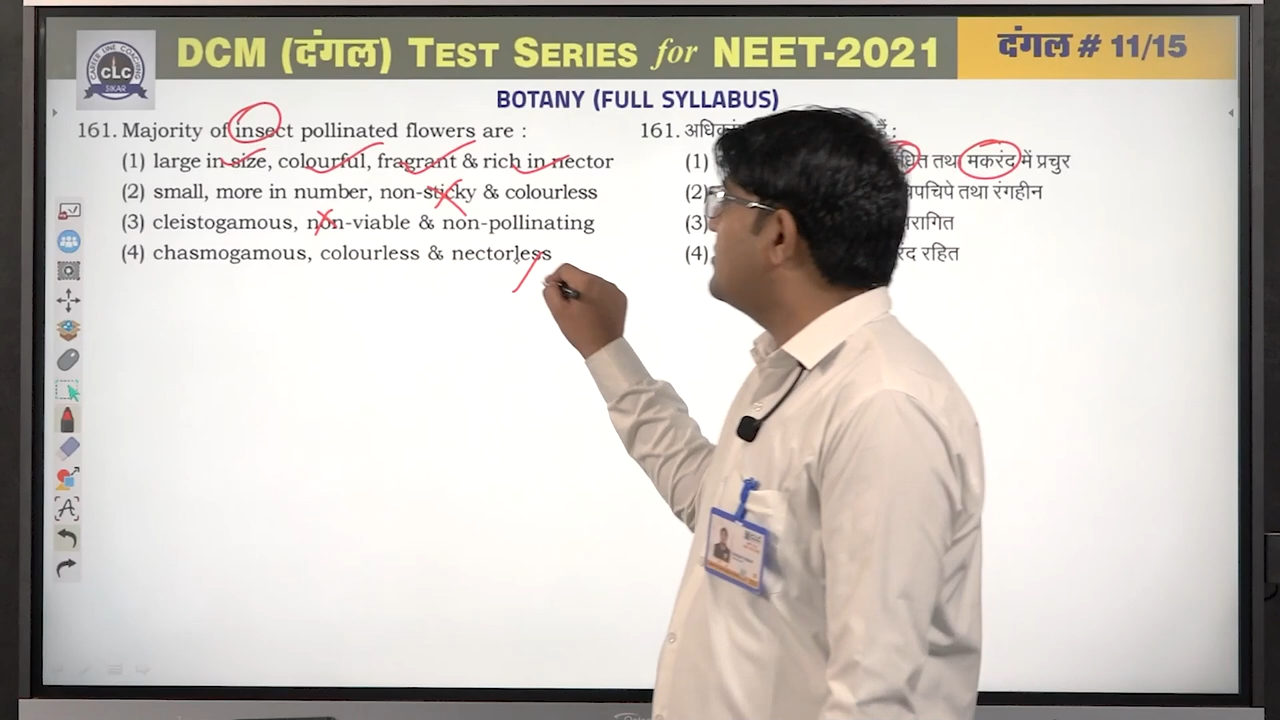 DCM (दंगल) TEST SERIES for NEET-2021
दंगल # 11/15
CLC
SIKAR
BOTANY (FULL SYLLABUS)
161. Majority of insect pollinated flowers are :
(1) large in size, colourful, fragrant & rich in nector
(2) small, more in number, non-sticky & colourless
(3) cleistogamous, non-viable & non-pollinating
(4) chasmogamous, colourless & nectorless
161. :
(1) तथा मकरंद में प्रचुर
(2) तथा रंगहीन
(3)
(4) रहित